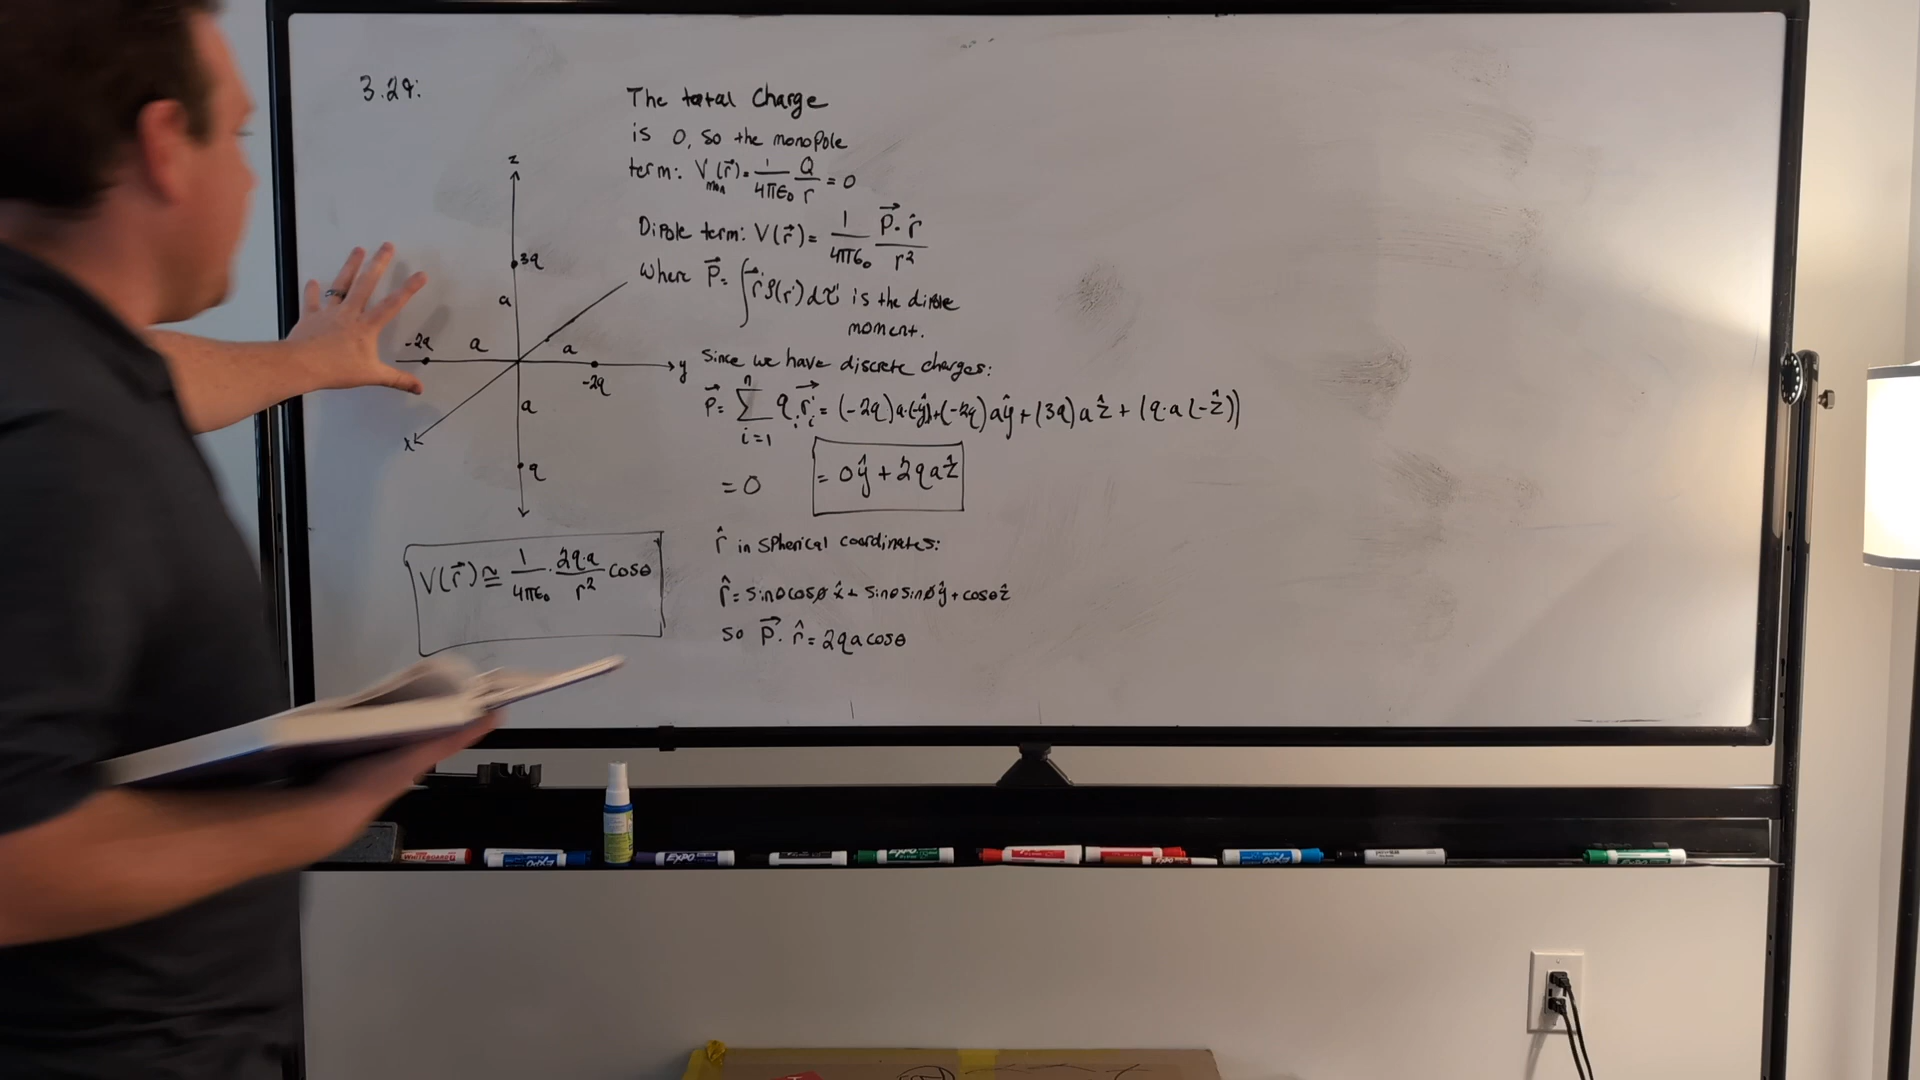 3.29:
The total Charge
is 0, so the monopole
term: V_mon(r⃗) = 1/4πϵ₀ Q/r = 0
Dipole term: V(r⃗) = 1/4πϵ₀ P⃗·r̂/r²
Where P⃗ = ∫r⃗'ρ(r')dτ' is the dipole
moment.
Since we have discrete charges:
P⃗ = Σ_{i=1}^{n} q_i r⃗'_i = (-2q)a·(-ŷ)+(-2q)aŷ+(3q)aẑ+(q·a(-ẑ))
= 0
= 0ŷ + 2qaẑ
r̂ in spherical coordinates:
r̂ = sinθcosϕx̂ + sinθsinϕŷ + cosθẑ
so P⃗·r̂ = 2qacosθ
z
3q
a
-2q a
a
-2q
y
a
x
q
V(r⃗) ≅ 1/4πϵ₀ · 2q·a/r² cosθ
EXPO
EXPO